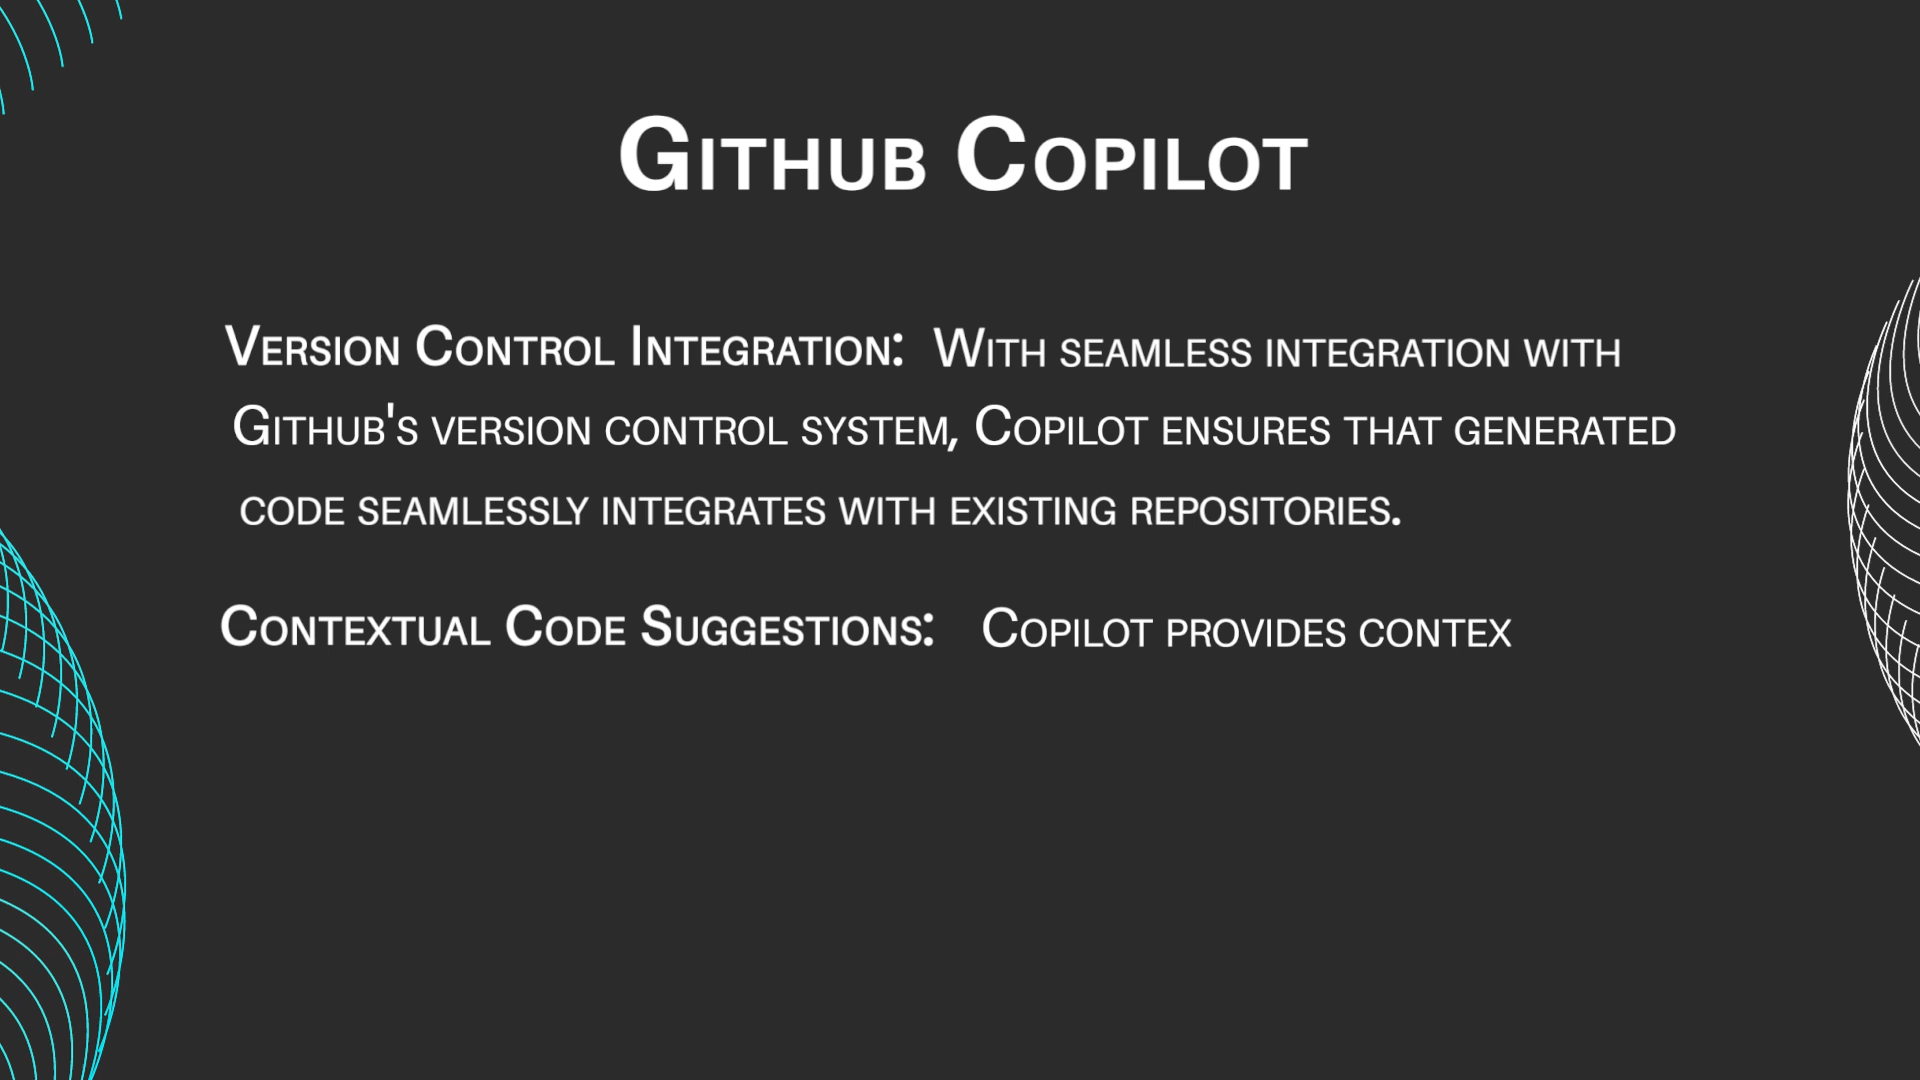 Github Copilot
Version Control Integration: With seamless integration with
Github's version control system, Copilot ensures that generated
code seamlessly integrates with existing repositories.
Contextual Code Suggestions: Copilot provides contex